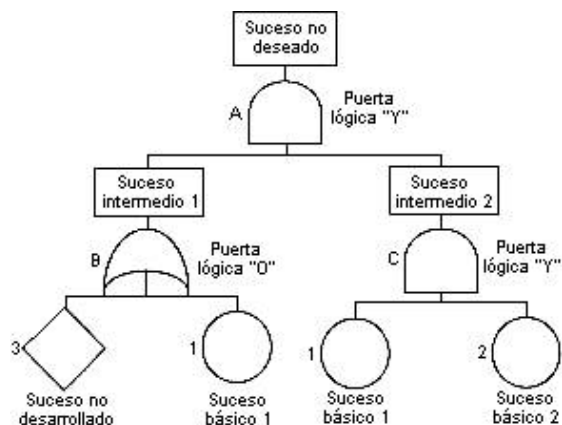 Suceso no
deseado
A
Puerta
lógica "Y"
Suceso
intermedio 1
Suceso
intermedio 2
B
Puerta
lógica "O"
C
Puerta
lógica "Y"
3
1
1
2
Suceso no
desarrollado
Suceso
básico 1
Suceso
básico 1
Suceso
básico 2